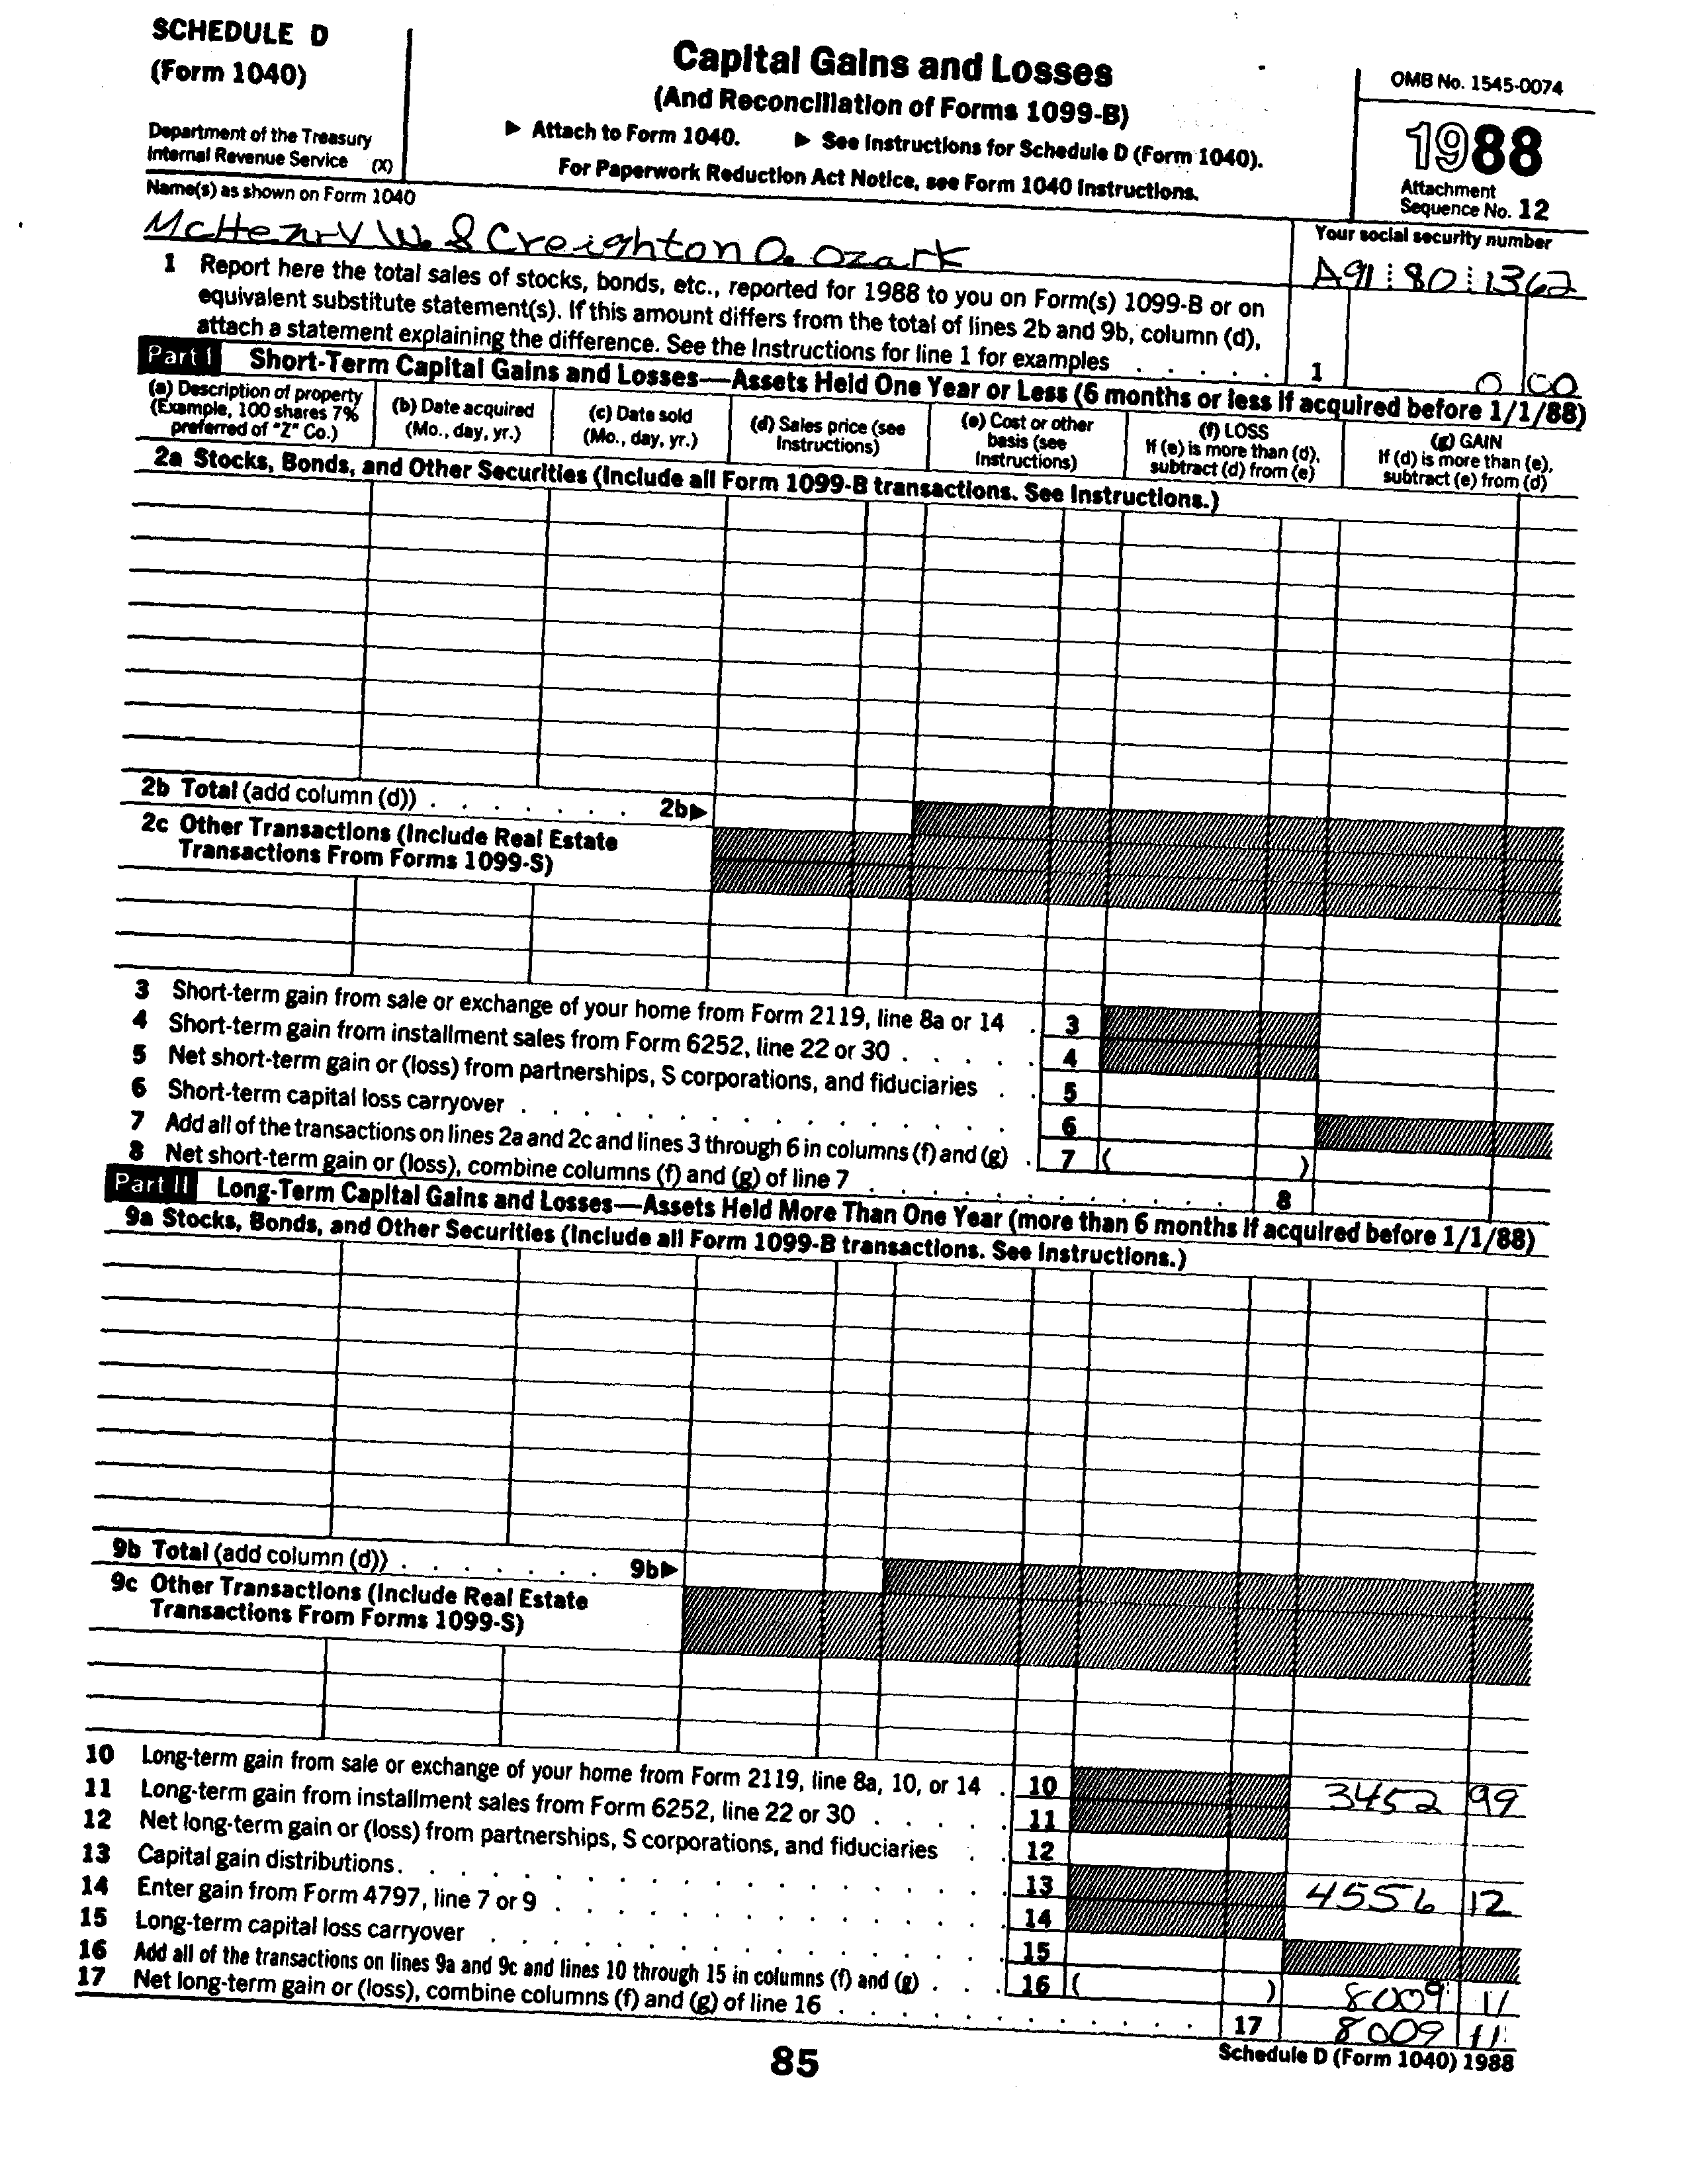 SCHEDULE D
(Form 1040)
Department of the Treasury
Internal Revenue Service (X)
Capital Gains and Losses
(And Reconciliation of Forms 1099-B)
▶ Attach to Form 1040. ▶ See Instructions for Schedule D (Form 1040).
For Paperwork Reduction Act Notice, see Form 1040 Instructions.
OMB No. 1545-0074
1988
Attachment
Sequence No. 12
Name(s) as shown on Form 1040
McHenry W. & Creighton O. Ozark
Your social security number
A91 80 1362
1 Report here the total sales of stocks, bonds, etc., reported for 1988 to you on Form(s) 1099-B or on
equivalent substitute statement(s). If this amount differs from the total of lines 2b and 9b, column (d),
attach a statement explaining the difference. See the Instructions for line 1 for examples . . . . . 1 0 00
Part I Short-Term Capital Gains and Losses—Assets Held One Year or Less (6 months or less if acquired before 1/1/88)
(a) Description of property
(Example, 100 shares 7%
preferred of "Z" Co.)
(b) Date acquired
(Mo., day, yr.)
(c) Date sold
(Mo., day, yr.)
(d) Sales price (see
Instructions)
(e) Cost or other
basis (see
Instructions)
(f) LOSS
If (e) is more than (d),
subtract (d) from (e)
(g) GAIN
If (d) is more than (e),
subtract (e) from (d)
2a Stocks, Bonds, and Other Securities (Include all Form 1099-B transactions. See Instructions.)
2b Total (add column (d)) . . . . . . . 2b▶
2c Other Transactions (Include Real Estate
Transactions From Forms 1099-S)
3 Short-term gain from sale or exchange of your home from Form 2119, line 8a or 14 . 3
4 Short-term gain from installment sales from Form 6252, line 22 or 30 . . . . . 4
5 Net short-term gain or (loss) from partnerships, S corporations, and fiduciaries . . 5
6 Short-term capital loss carryover . . . . . . . . . . . . . 6
7 Add all of the transactions on lines 2a and 2c and lines 3 through 6 in columns (f) and (g) . 7 ( )
8 Net short-term gain or (loss), combine columns (f) and (g) of line 7 . . . . . . . . . . . 8
Part II Long-Term Capital Gains and Losses—Assets Held More Than One Year (more than 6 months if acquired before 1/1/88)
9a Stocks, Bonds, and Other Securities (Include all Form 1099-B transactions. See Instructions.)
9b Total (add column (d)) . . . . . . . 9b▶
9c Other Transactions (Include Real Estate
Transactions From Forms 1099-S)
10 Long-term gain from sale or exchange of your home from Form 2119, line 8a, 10, or 14 . 10 3452 99
11 Long-term gain from installment sales from Form 6252, line 22 or 30 . . . . . 11
12 Net long-term gain or (loss) from partnerships, S corporations, and fiduciaries . . 12
13 Capital gain distributions . . . . . . . . . . . . . . . . 13 4556 12
14 Enter gain from Form 4797, line 7 or 9 . . . . . . . . . . . . 14
15 Long-term capital loss carryover . . . . . . . . . . . . . . 15
16 Add all of the transactions on lines 9a and 9c and lines 10 through 15 in columns (f) and (g) . . . 16 ( ) 8009 11
17 Net long-term gain or (loss), combine columns (f) and (g) of line 16 . . . . . . . . . . . 17 8009 11
85
Schedule D (Form 1040) 1988